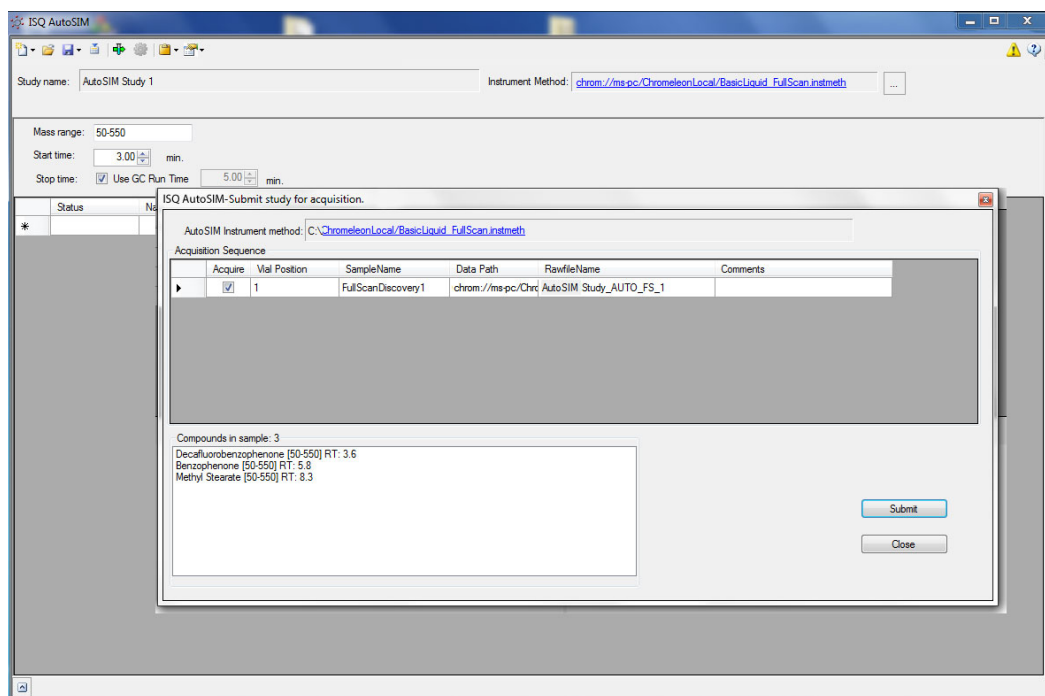 ISQ AutoSIM
Study name: AutoSIM Study 1 Instrument Method: chrom://ms-pc/ChromeleonLocal/BasicLiquid_FullScan.instmeth ...
Mass range: 50-550
Start time: 3.00 min.
Stop time: Use GC Run Time 5.00 min.
Status Na
ISQ AutoSIM-Submit study for acquisition.
AutoSIM Instrument method: C:\ChromeleonLocal/BasicLiquid_FullScan.instmeth
Acquisition Sequence
Acquire Vial Position SampleName Data Path RawfileName Comments
1 FullScanDiscovery1 chrom://ms-pc/Chro AutoSIM Study_AUTO_FS_1
Compounds in sample: 3
Decafluorobenzophenone [50-550] RT: 3.6
Benzophenone [50-550] RT: 5.8
Methyl Stearate [50-550] RT: 8.3
Submit
Close